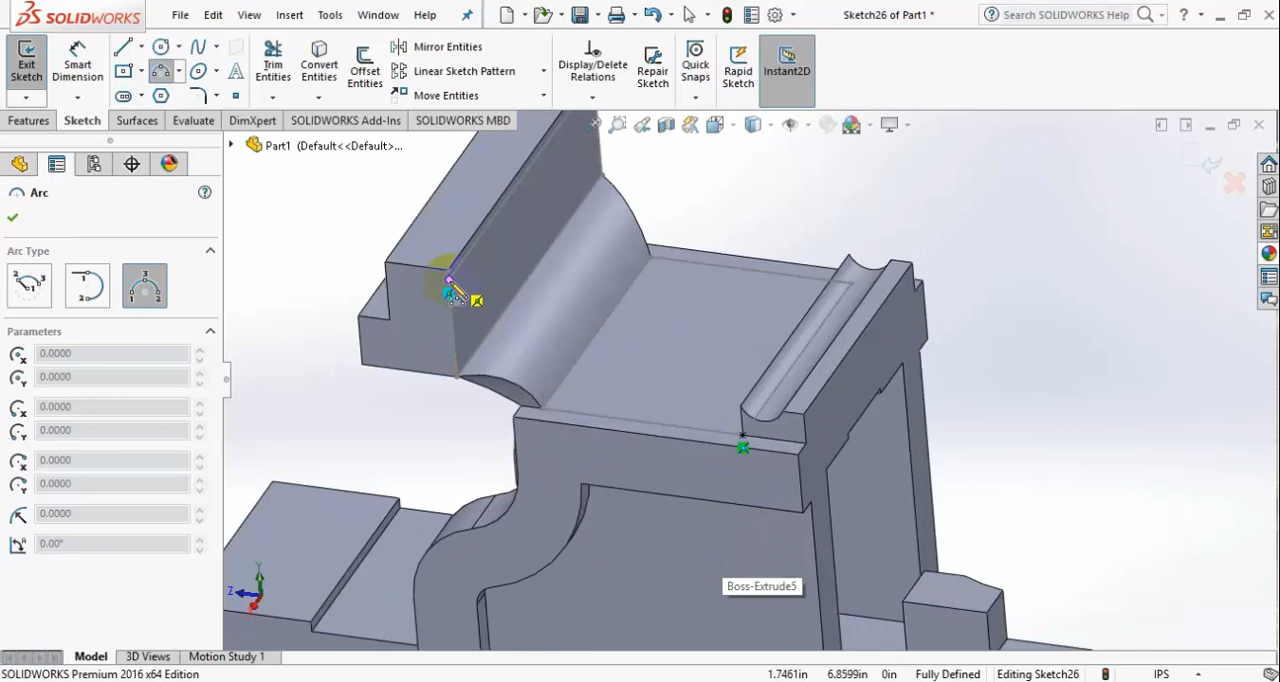 SOLIDWORKS
File Edit View Insert Tools Window Help
Sketch26 of Part1 *
Search SOLIDWORKS Help
Exit Sketch
Smart Dimension
Trim Entities
Convert Entities
Offset Entities
Mirror Entities
Linear Sketch Pattern
Move Entities
Display/Delete Relations
Repair Sketch
Quick Snaps
Rapid Sketch
Instant2D
Features Sketch Surfaces Evaluate DimXpert SOLIDWORKS Add-Ins SOLIDWORKS MBD
Part1 (Default<<Default>...
Arc
Arc Type
Parameters
0.0000
0.0000
0.0000
0.0000
0.0000
0.0000
0.0000
0.00°
Boss-Extrude5
Y
Z
Model 3D Views Motion Study 1
SOLIDWORKS Premium 2016 x64 Edition
1.7461in 6.8599in 0in Fully Defined Editing Sketch26 IPS